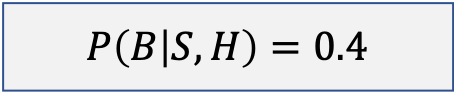 P(B|S, H) = 0.4